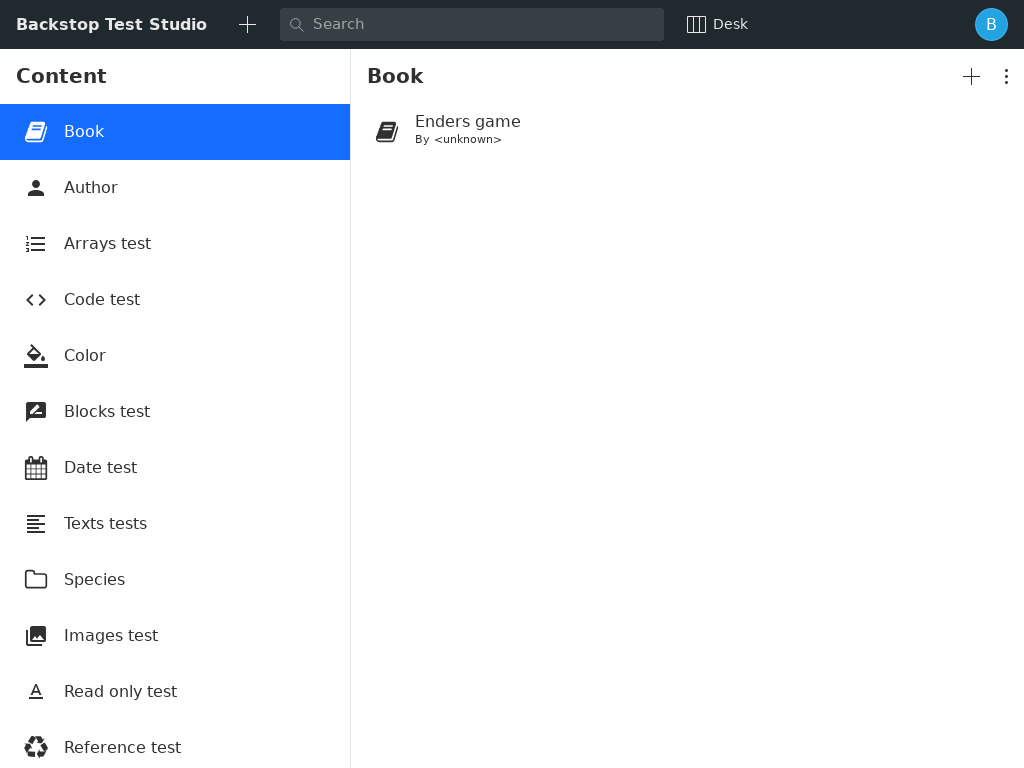 Backstop Test Studio
Search
Desk
B
Content
Book
Author
Arrays test
Code test
Color
Blocks test
Date test
Texts tests
Species
Images test
Read only test
Reference test
Book
Enders game
By <unknown>